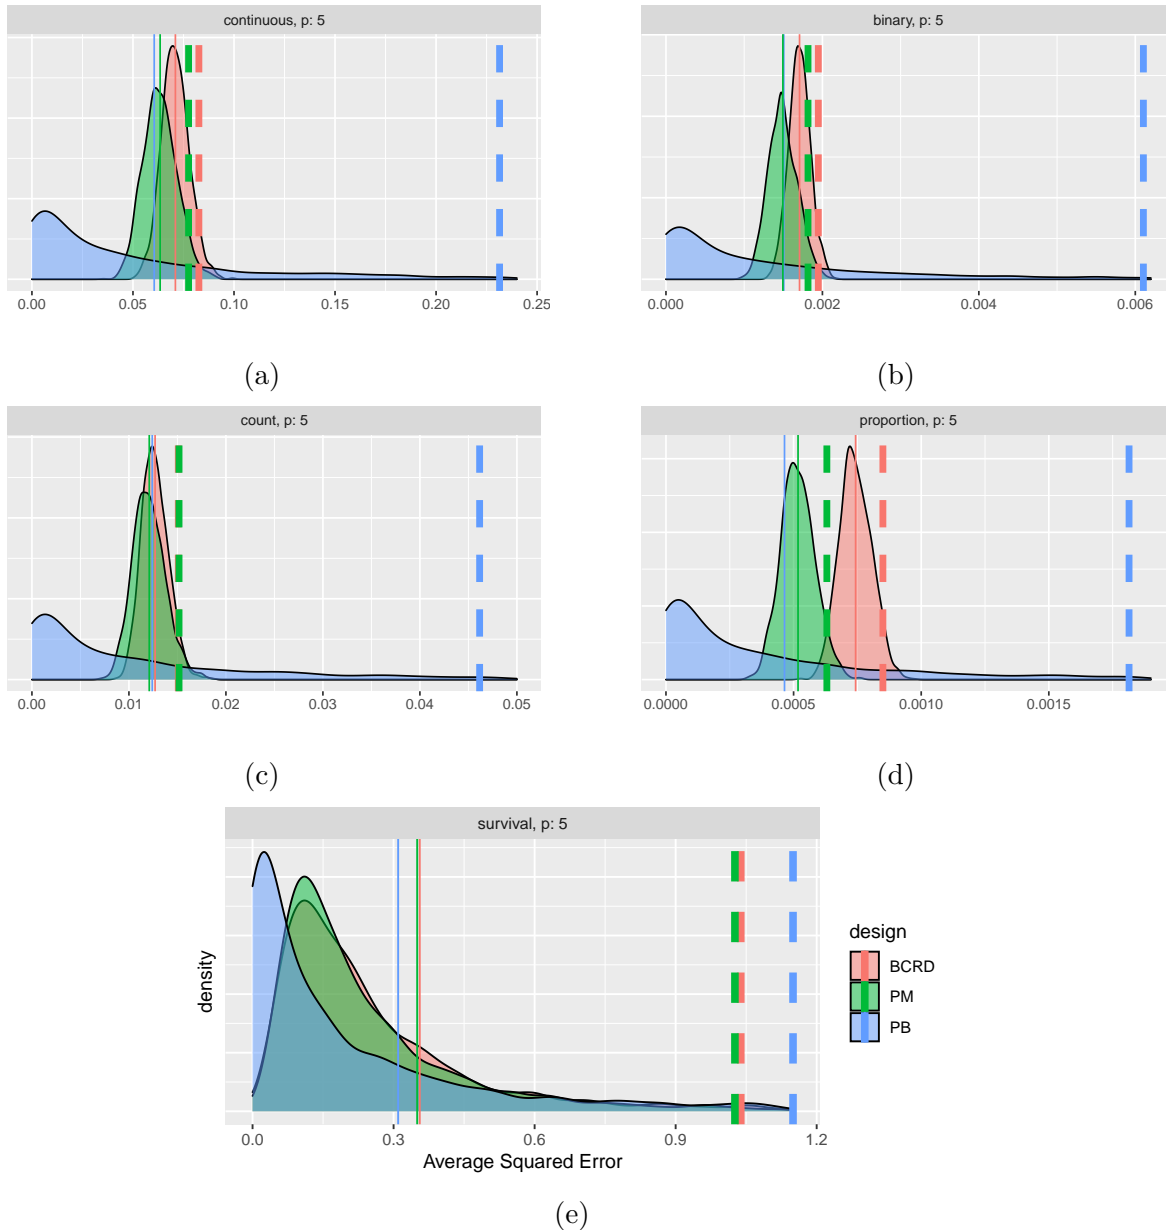 continuous, p: 5
0.00 0.05 0.10 0.15 0.20 0.25
(a)
binary, p: 5
0.000 0.002 0.004 0.006
(b)
count, p: 5
0.00 0.01 0.02 0.03 0.04 0.05
(c)
proportion, p: 5
0.0000 0.0005 0.0010 0.0015
(d)
survival, p: 5
density
0.0 0.3 0.6 0.9 1.2
Average Squared Error
design
BCRD
PM
PB
(e)